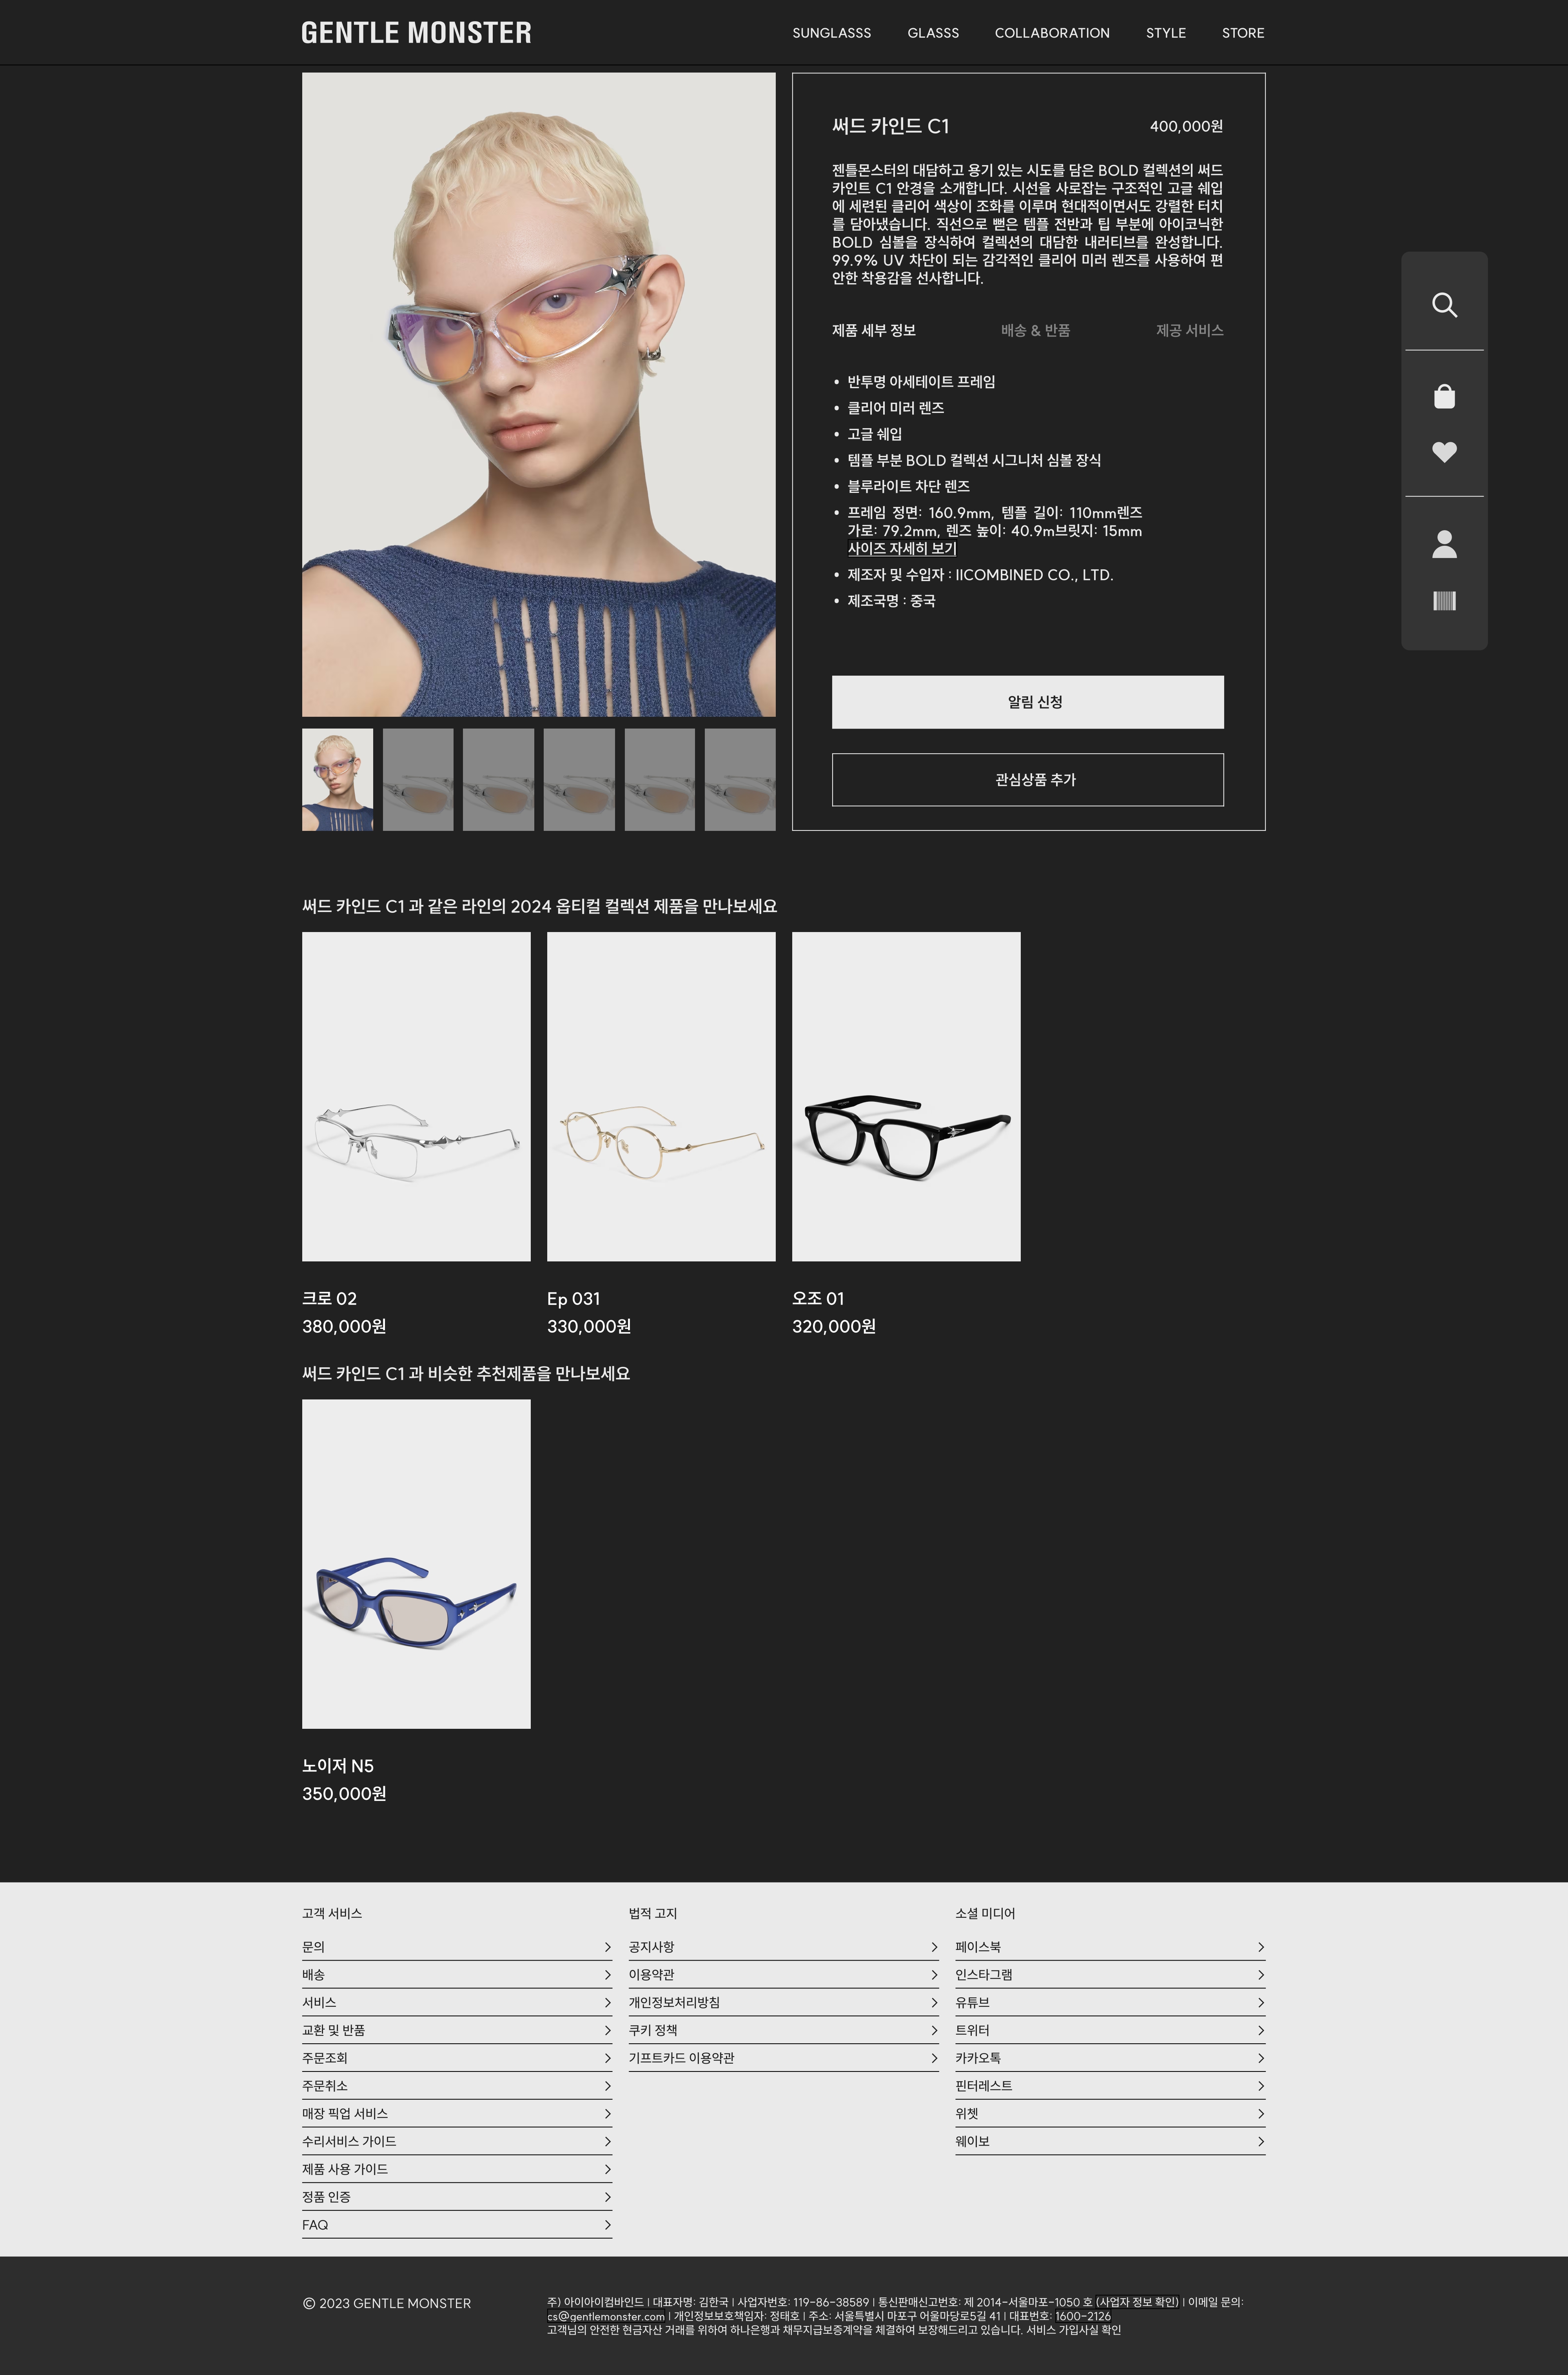 GENTLE MONSTER
SUNGLASSS GLASSS COLLABORATION STYLE STORE
써드 카인드 C1 400,000원
젠틀몬스터의 대담하고 용기 있는 시도를 담은 BOLD 컬렉션의 써드
카인트 C1 안경을 소개합니다. 시선을 사로잡는 구조적인 고글 쉐입
에 세련된 클리어 색상이 조화를 이루며 현대적이면서도 강렬한 터치
를 담아냈습니다. 직선으로 뻗은 템플 전반과 팁 부분에 아이코닉한
BOLD 심볼을 장식하여 컬렉션의 대담한 내러티브를 완성합니다.
99.9% UV 차단이 되는 감각적인 클리어 미러 렌즈를 사용하여 편
안한 착용감을 선사합니다.
제품 세부 정보 배송 & 반품 제공 서비스
• 반투명 아세테이트 프레임
• 클리어 미러 렌즈
• 고글 쉐입
• 템플 부분 BOLD 컬렉션 시그니처 심볼 장식
• 블루라이트 차단 렌즈
• 프레임 정면: 160.9mm, 템플 길이: 110mm렌즈
가로: 79.2mm, 렌즈 높이: 40.9m브릿지: 15mm
사이즈 자세히 보기
• 제조자 및 수입자 : IICOMBINED CO., LTD.
• 제조국명 : 중국
알림 신청
관심상품 추가
써드 카인드 C1 과 같은 라인의 2024 옵티컬 컬렉션 제품을 만나보세요
크로 02
380,000원
Ep 031
330,000원
오조 01
320,000원
써드 카인드 C1 과 비슷한 추천제품을 만나보세요
노이저 N5
350,000원
고객 서비스
문의
배송
서비스
교환 및 반품
주문조회
주문취소
매장 픽업 서비스
수리서비스 가이드
제품 사용 가이드
정품 인증
FAQ
법적 고지
공지사항
이용약관
개인정보처리방침
쿠키 정책
기프트카드 이용약관
소셜 미디어
페이스북
인스타그램
유튜브
트위터
카카오톡
핀터레스트
위쳇
웨이보
© 2023 GENTLE MONSTER
주) 아이아이컴바인드 | 대표자명: 김한국 | 사업자번호: 119-86-38589 | 통신판매신고번호: 제 2014-서울마포-1050 호 (사업자 정보 확인) | 이메일 문의:
cs@gentlemonster.com | 개인정보보호책임자: 정태호 | 주소: 서울특별시 마포구 어울마당로5길 41 | 대표번호: 1600-2126
고객님의 안전한 현금자산 거래를 위하여 하나은행과 채무지급보증계약을 체결하여 보장해드리고 있습니다. 서비스 가입사실 확인